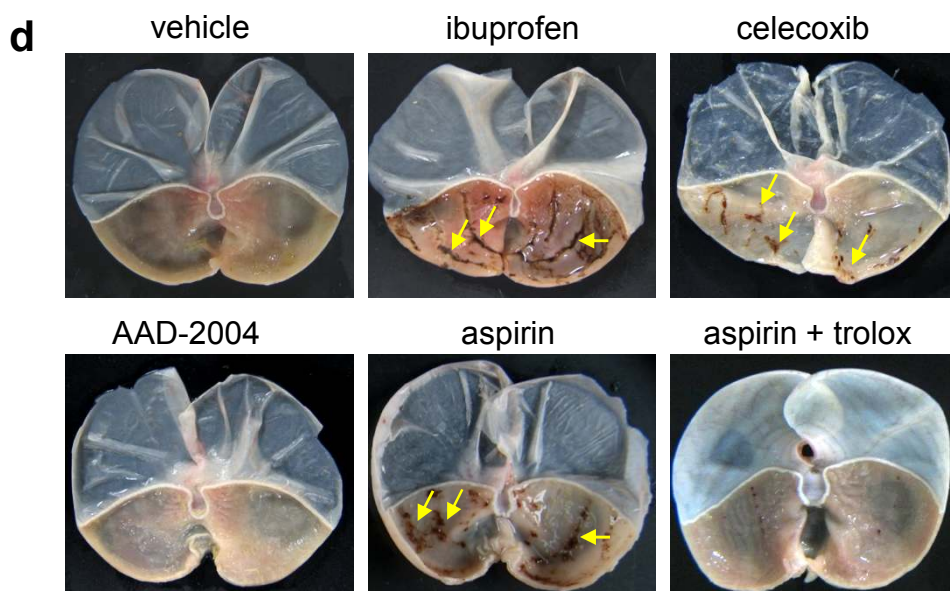 d
vehicle
ibuprofen
celecoxib
AAD-2004
aspirin
aspirin + trolox